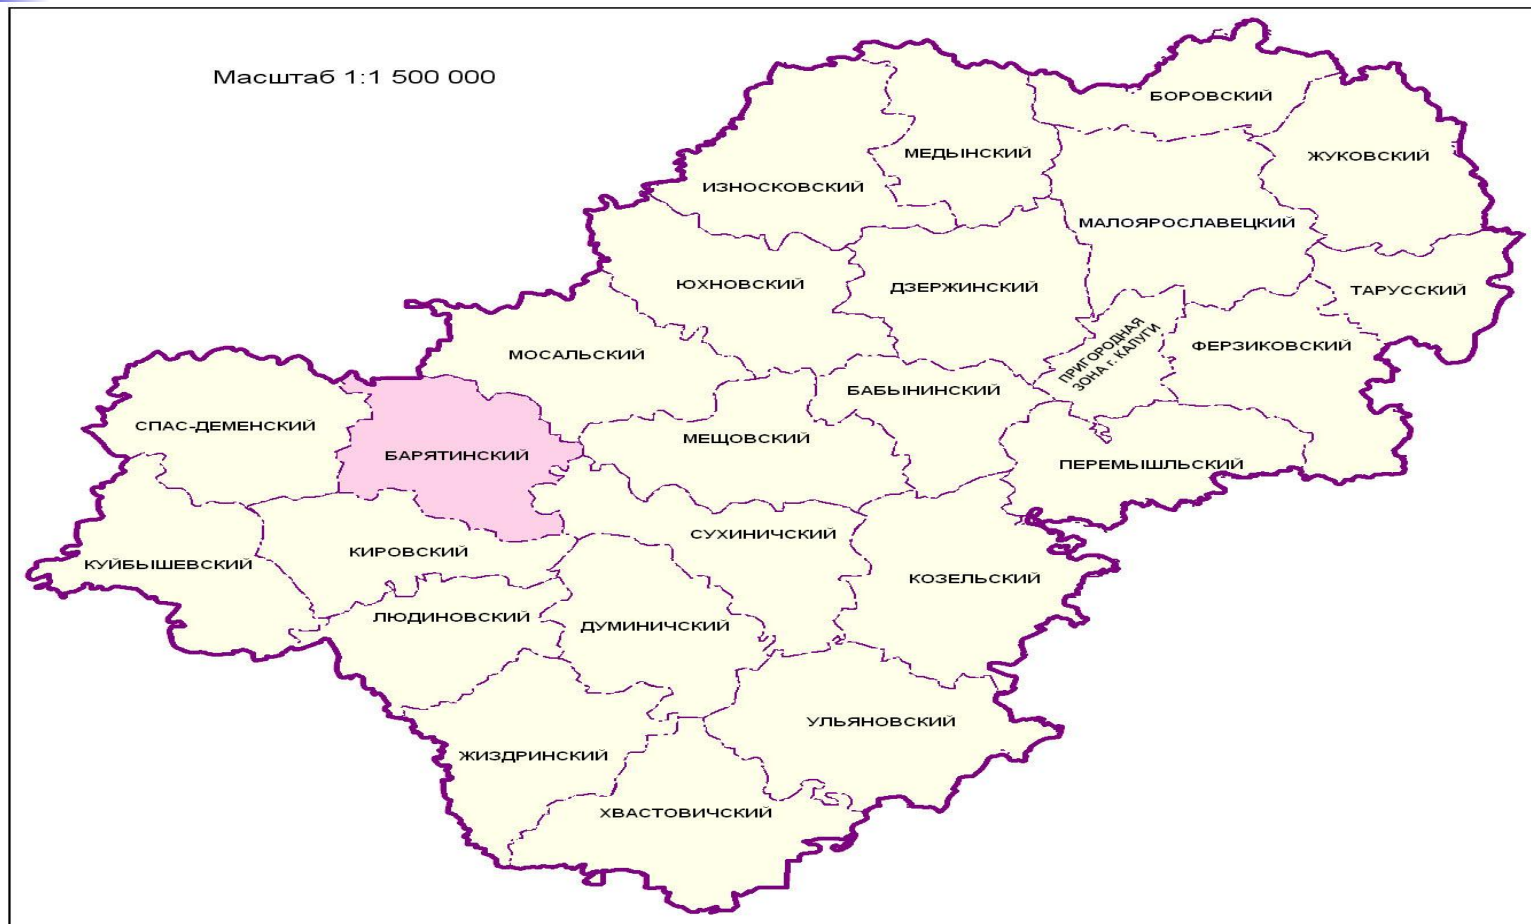 Масштаб 1:1 500 000
БОРОВСКИЙ
МЕДЫНСКИЙ
ЖУКОВСКИЙ
ИЗНОСКОВСКИЙ
МАЛОЯРОСЛАВЕЦКИЙ
ЮХНОВСКИЙ
ДЗЕРЖИНСКИЙ
ТАРУССКИЙ
ПРИГОРОДНАЯ
ЗОНА г. КАЛУГИ
ФЕРЗИКОВСКИЙ
МОСАЛЬСКИЙ
БАБЫНИНСКИЙ
СПАС-ДЕМЕНСКИЙ
МЕЩОВСКИЙ
БАРЯТИНСКИЙ
ПЕРЕМЫШЛЬСКИЙ
СУХИНИЧСКИЙ
КИРОВСКИЙ
КУЙБЫШЕВСКИЙ
КОЗЕЛЬСКИЙ
ЛЮДИНОВСКИЙ
ДУМИНИЧСКИЙ
УЛЬЯНОВСКИЙ
ЖИЗДРИНСКИЙ
ХВАСТОВИЧСКИЙ